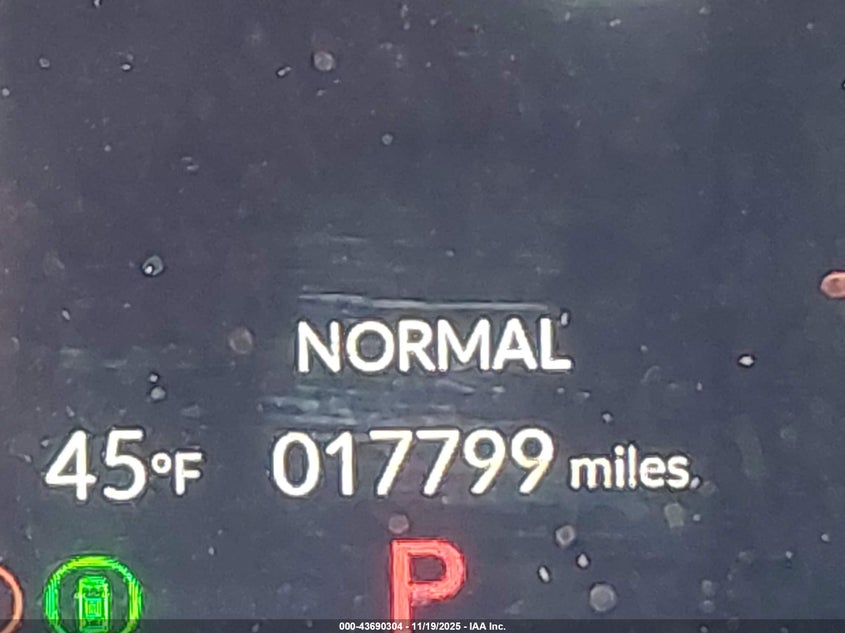 NORMAL
45°F 017799 miles
P
000-43690304 - 11/19/2025 - IAA Inc.